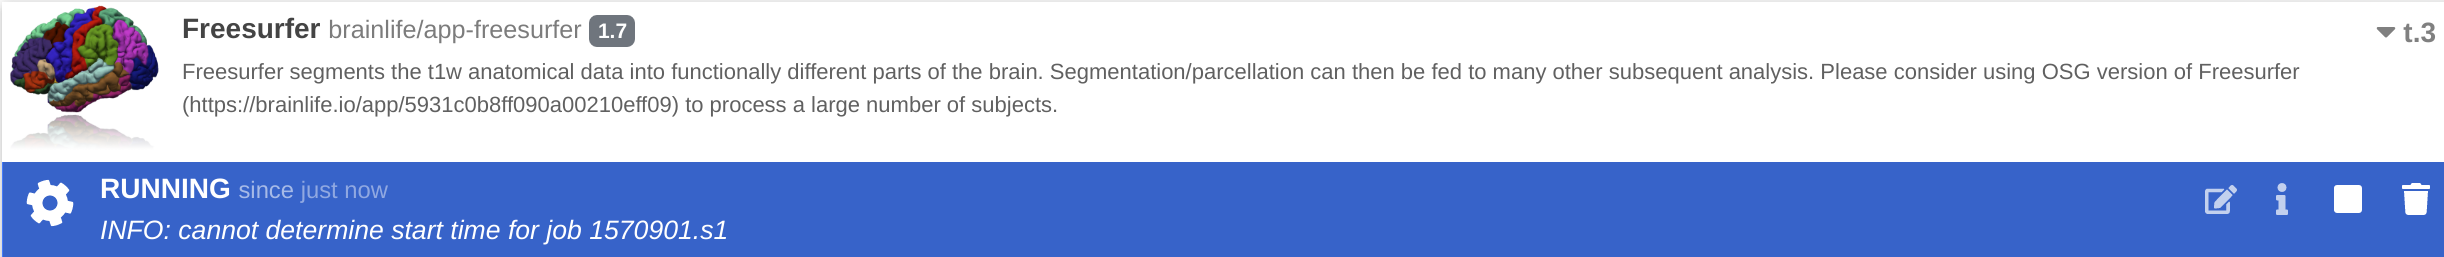 Freesurfer brainlife/app-freesurfer 1.7
t.3
Freesurfer segments the t1w anatomical data into functionally different parts of the brain. Segmentation/parcellation can then be fed to many other subsequent analysis. Please consider using OSG version of Freesurfer
(https://brainlife.io/app/5931c0b8ff090a00210eff09) to process a large number of subjects.
RUNNING since just now
INFO: cannot determine start time for job 1570901.s1